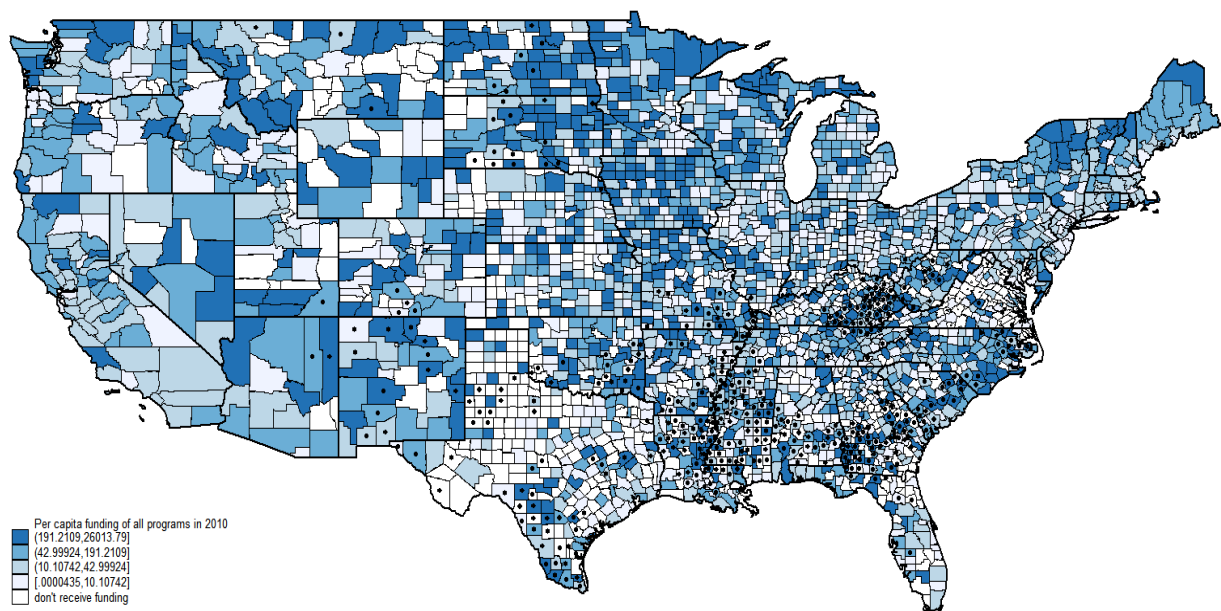 Per capita funding of all programs in 2010
(191.2109,26013.79]
(42.99924,191.2109]
(10.10742,42.99924]
[.0000435,10.10742]
don't receive funding